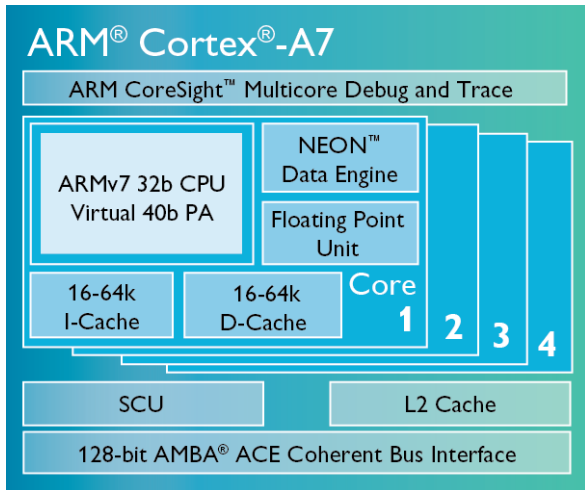 ARM® Cortex®-A7
ARM CoreSight™ Multicore Debug and Trace
ARMv7 32b CPU
Virtual 40b PA
NEON™
Data Engine
Floating Point
Unit
16-64k
I-Cache
16-64k
D-Cache
Core
1
2
3
4
SCU
L2 Cache
128-bit AMBA® ACE Coherent Bus Interface